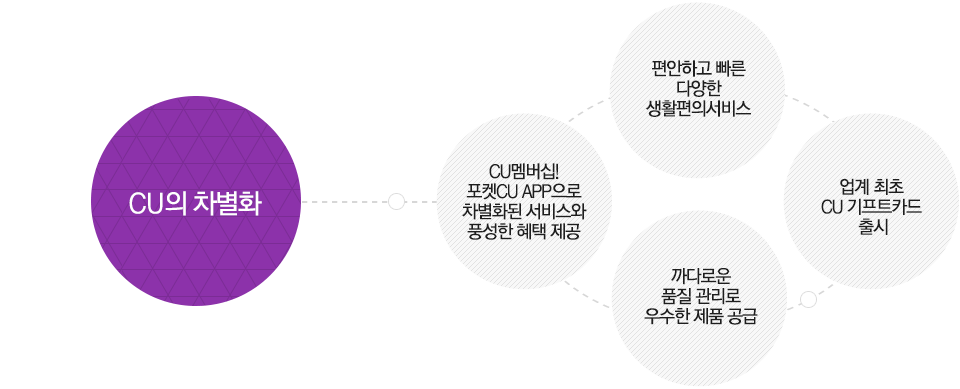 CU의 차별화
CU멤버십!
포켓CU APP으로
차별화된 서비스와
풍성한 혜택 제공
편안하고 빠른
다양한
생활편의서비스
까다로운
품질 관리로
우수한 제품 공급
업계 최초
CU 기프트카드
출시